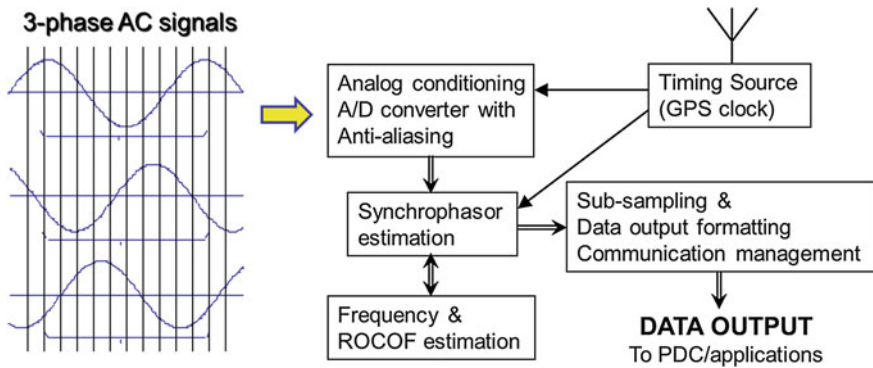 3-phase AC signals
Analog conditioning
A/D converter with
Anti-aliasing
Timing Source
(GPS clock)
Synchrophasor
estimation
Sub-sampling &
Data output formatting
Communication management
Frequency &
ROCOF estimation
DATA OUTPUT
To PDC/applications